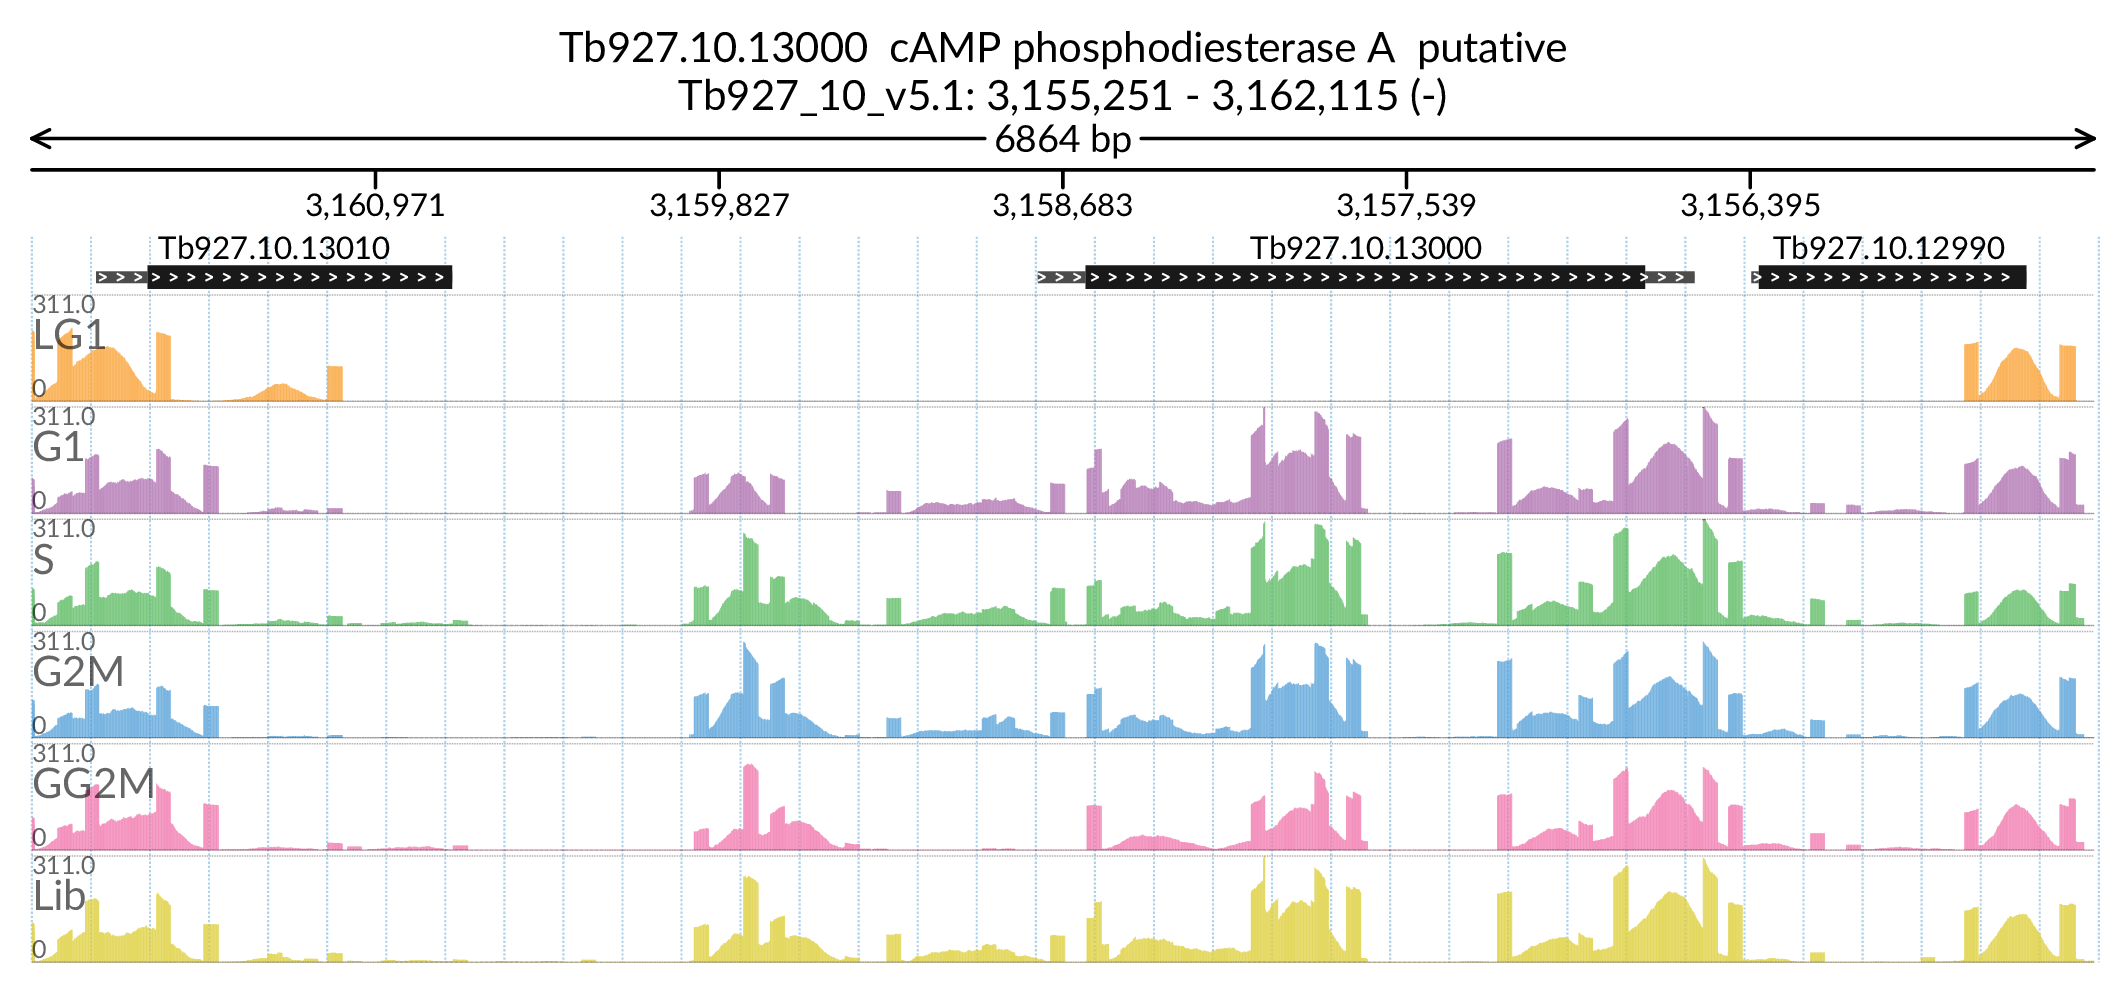 Tb927.10.13000 cAMP phosphodiesterase A putative
Tb927_10_v5.1: 3,155,251 - 3,162,115 (-)
6864 bp
3,160,971 3,159,827 3,158,683 3,157,539 3,156,395
Tb927.10.13010 Tb927.10.13000 Tb927.10.12990
311.0
LG1
0
311.0
G1
0
311.0
S
0
311.0
G2M
0
311.0
GG2M
0
311.0
Lib
0